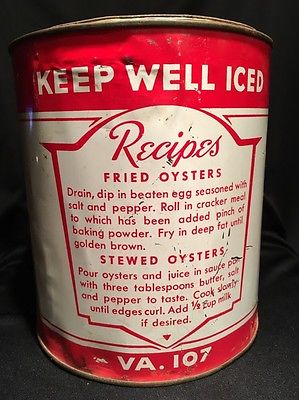 KEEP WELL ICED
Recipes
FRIED OYSTERS
Drain, dip in beaten egg seasoned with
salt and pepper. Roll in cracker meal
to which has been added pinch of
baking powder. Fry in deep fat until
golden brown.
STEWED OYSTERS
Pour oysters and juice in sauce pan
with three tablespoons butter, salt
and pepper to taste. Cook slowly
until edges curl. Add ½ cup milk
if desired.
VA. 107